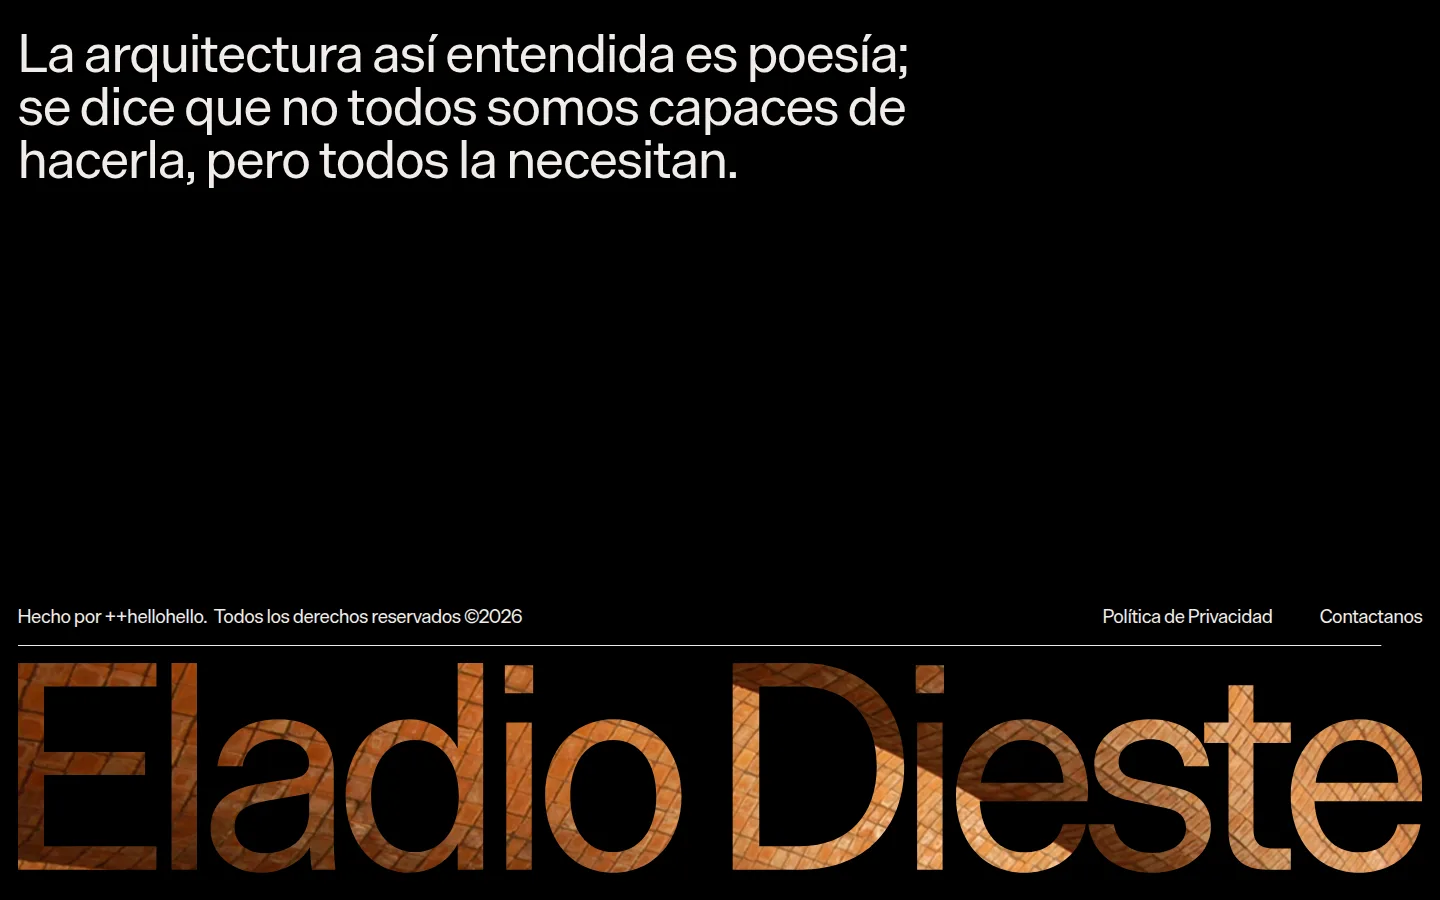 La arquitectura así entendida es poesía;
se dice que no todos somos capaces de
hacerla, pero todos la necesitan.
Hecho por ++hellohello. Todos los derechos reservados ©2026
Política de Privacidad
Contactanos
Eladio Dieste